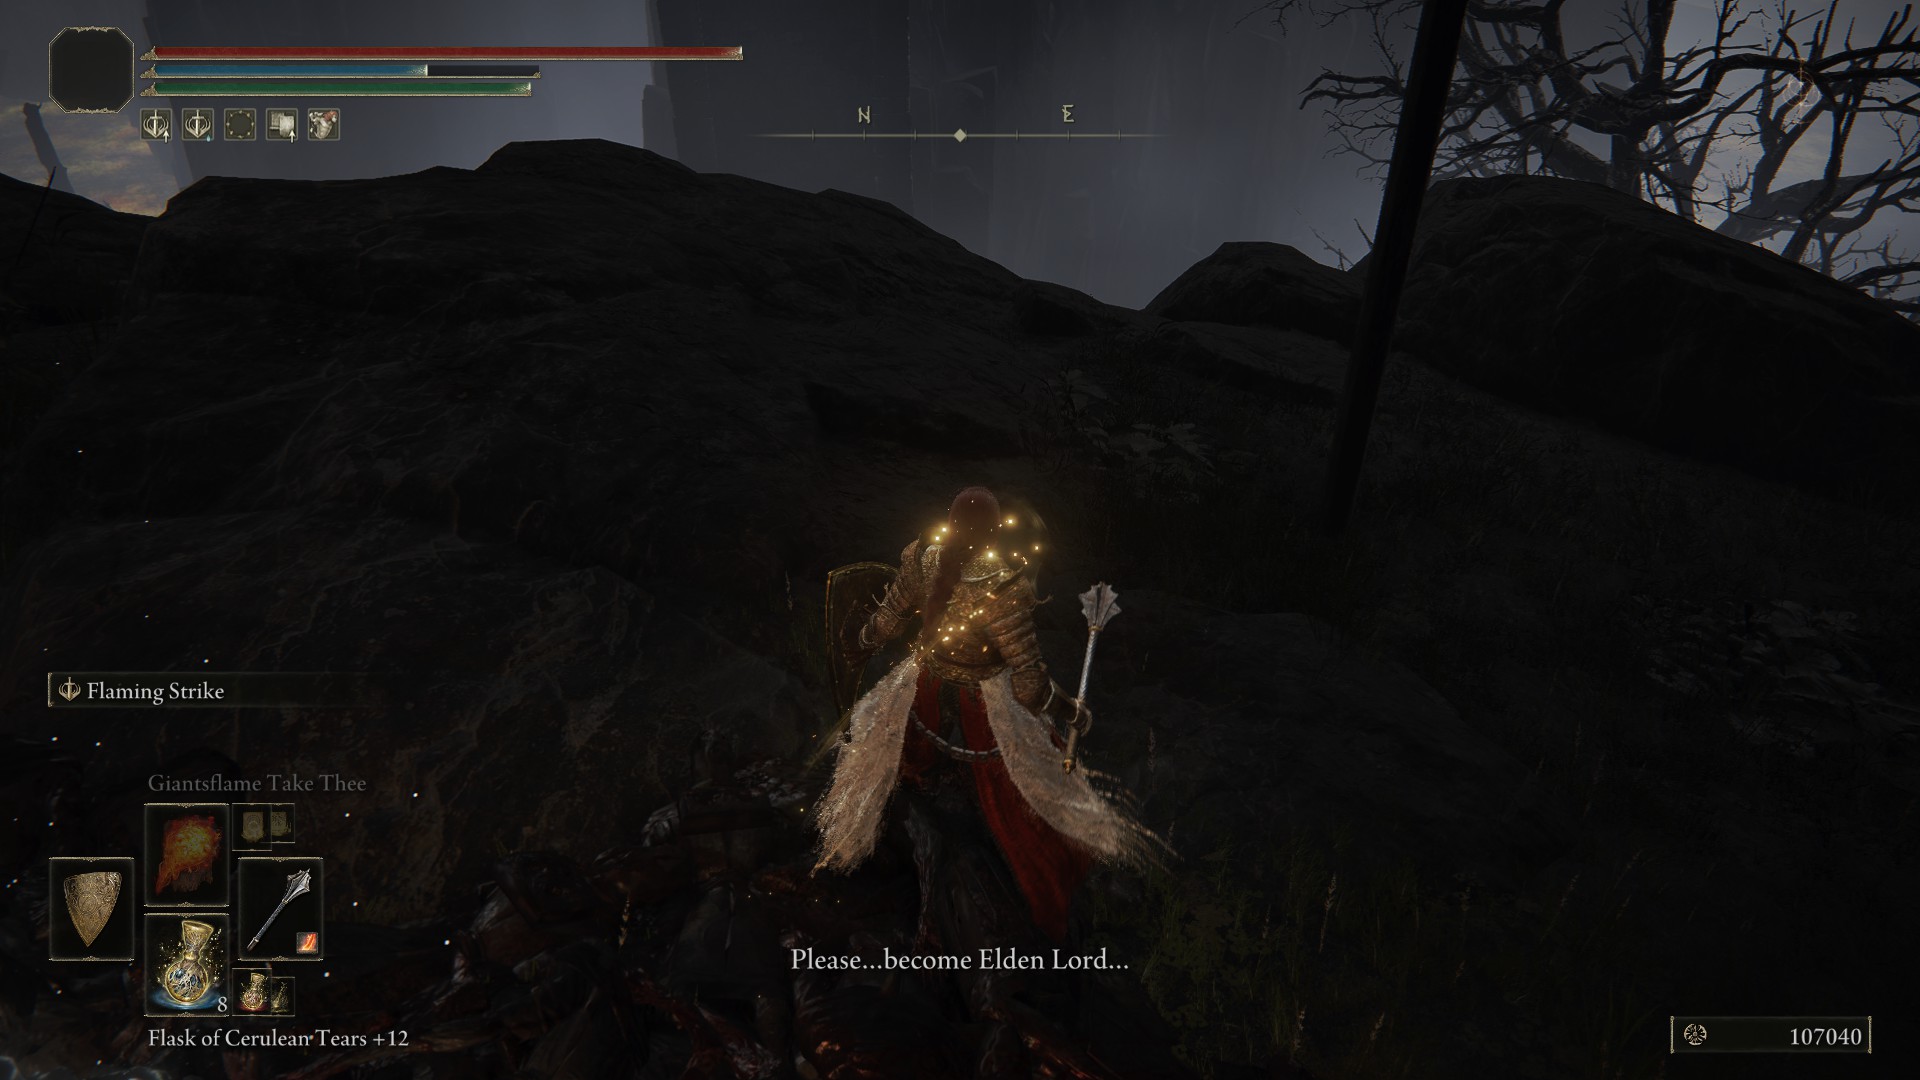 N
E
Flaming Strike
Giantsflame Take Thee
8
Flask of Cerulean Tears +12
Please...become Elden Lord...
107040